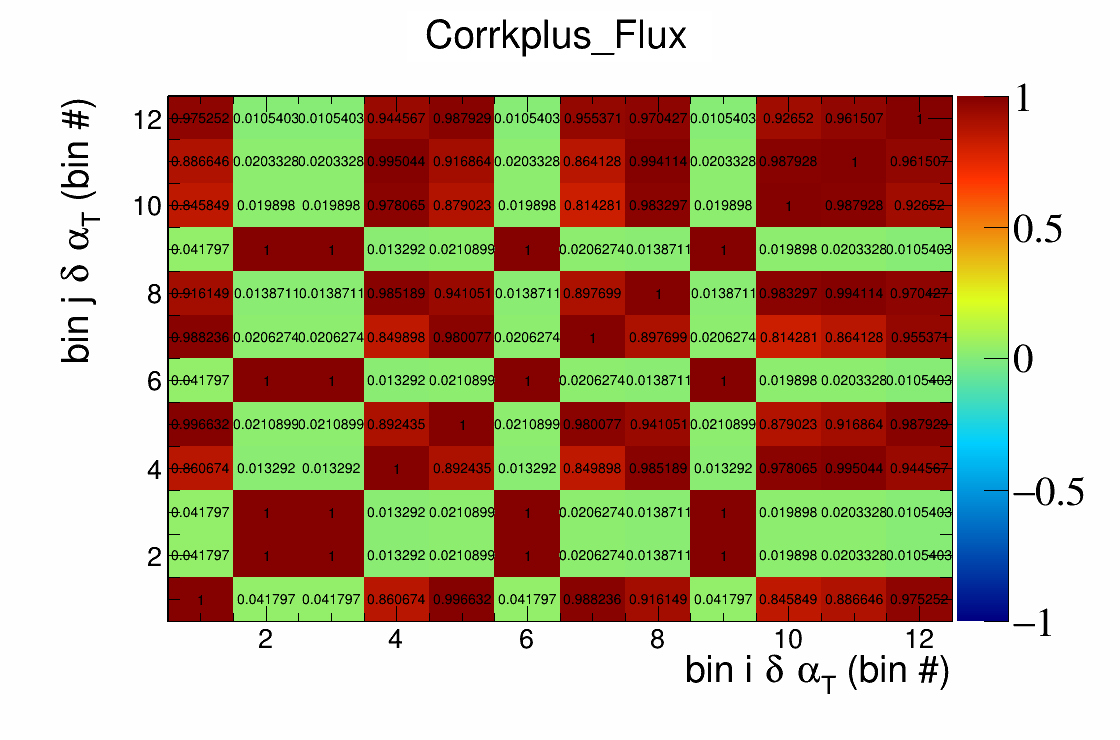 Corrkplus_Flux
bin j δ α_T (bin #)
12 0.975252 0.0105403 0.0105403 0.944567 0.987929 0.0105403 0.955371 0.970427 0.0105403 0.92652 0.961507 1
0.886646 0.0203328 0.0203328 0.995044 0.916864 0.0203328 0.864128 0.994114 0.0203328 0.987928 1 0.961507
10 0.845849 0.019898 0.019898 0.978065 0.879023 0.019898 0.814281 0.983297 0.019898 1 0.987928 0.92652
0.041797 1 1 0.013292 0.0210899 1 0.0206274 0.0138711 1 0.019898 0.0203328 0.0105403
8 0.916149 0.0138711 0.0138711 0.985189 0.941051 0.0138711 0.897699 1 0.0138711 0.983297 0.994114 0.970427
0.988236 0.0206274 0.0206274 0.849898 0.980077 0.0206274 1 0.897699 0.0206274 0.814281 0.864128 0.955371
6 0.041797 1 1 0.013292 0.0210899 1 0.0206274 0.0138711 1 0.019898 0.0203328 0.0105403
0.996632 0.0210899 0.0210899 0.892435 1 0.0210899 0.980077 0.941051 0.0210899 0.879023 0.916864 0.987929
4 0.860674 0.013292 0.013292 1 0.892435 0.013292 0.849898 0.985189 0.013292 0.978065 0.995044 0.944567
0.041797 1 1 0.013292 0.0210899 1 0.0206274 0.0138711 1 0.019898 0.0203328 0.0105403
2 0.041797 1 1 0.013292 0.0210899 1 0.0206274 0.0138711 1 0.019898 0.0203328 0.0105403
1 0.041797 0.041797 0.860674 0.996632 0.041797 0.988236 0.916149 0.041797 0.845849 0.886646 0.975252
2 4 6 8 10 12
bin i δ α_T (bin #)
1
0.5
0
−0.5
−1